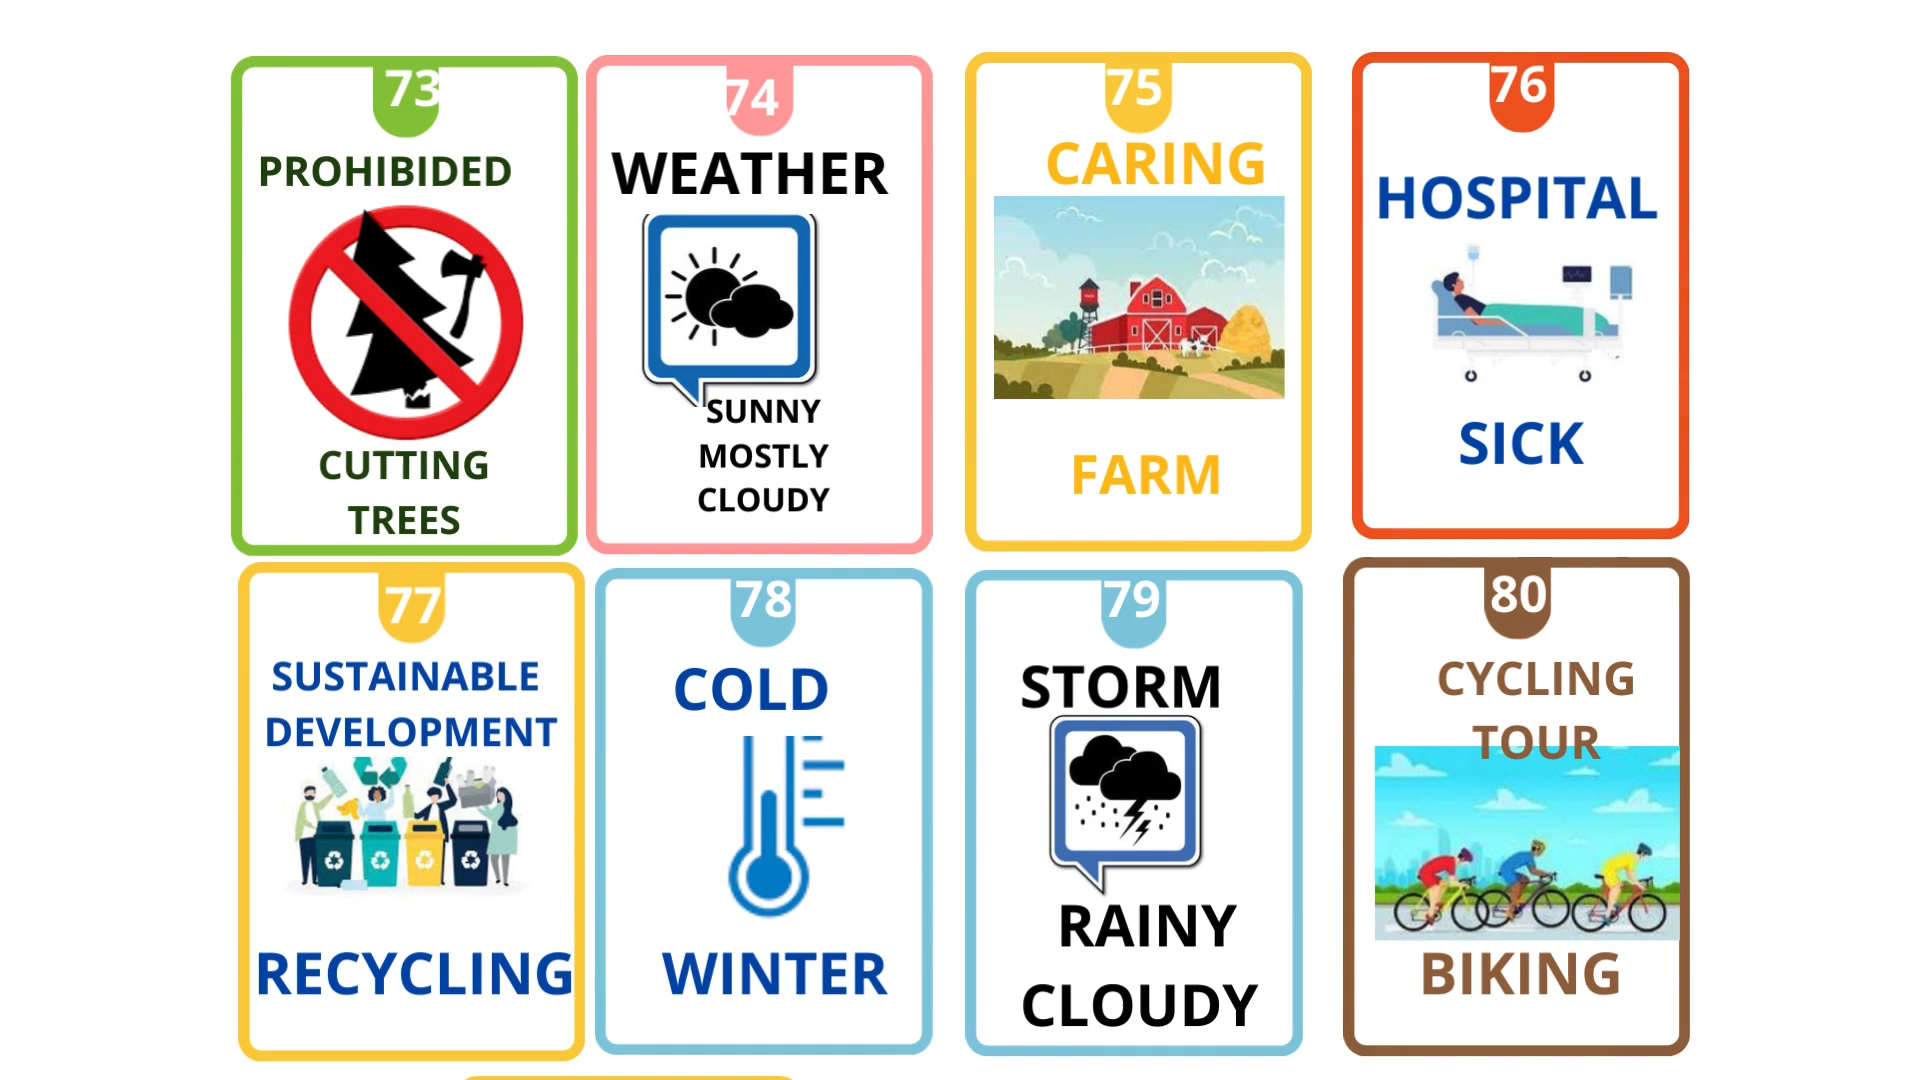 73
PROHIBIDED
CUTTING
TREES
74
WEATHER
SUNNY
MOSTLY
CLOUDY
75
CARING
FARM
76
HOSPITAL
SICK
77
SUSTAINABLE
DEVELOPMENT
RECYCLING
78
COLD
WINTER
79
STORM
RAINY
CLOUDY
80
CYCLING
TOUR
BIKING